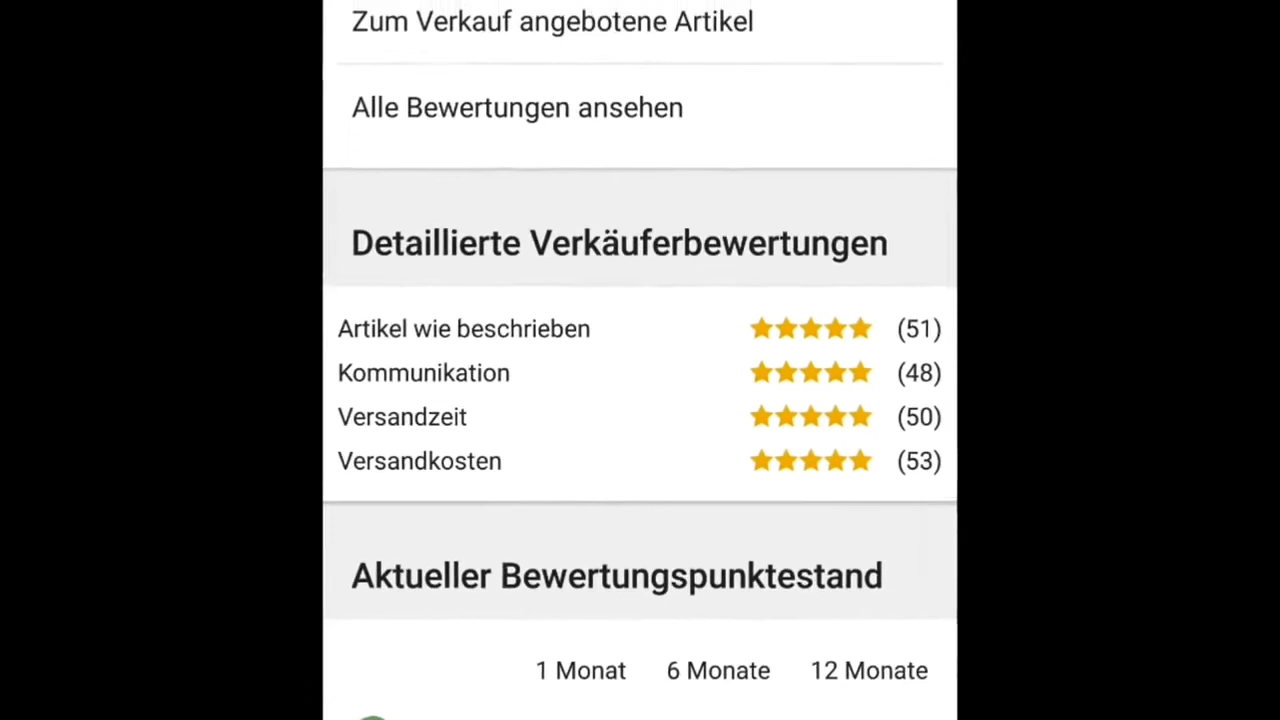 Zum Verkauf angebotene Artikel
Alle Bewertungen ansehen
Detaillierte Verkäuferbewertungen
Artikel wie beschrieben (51)
Kommunikation (48)
Versandzeit (50)
Versandkosten (53)
Aktueller Bewertungspunktestand
1 Monat 6 Monate 12 Monate